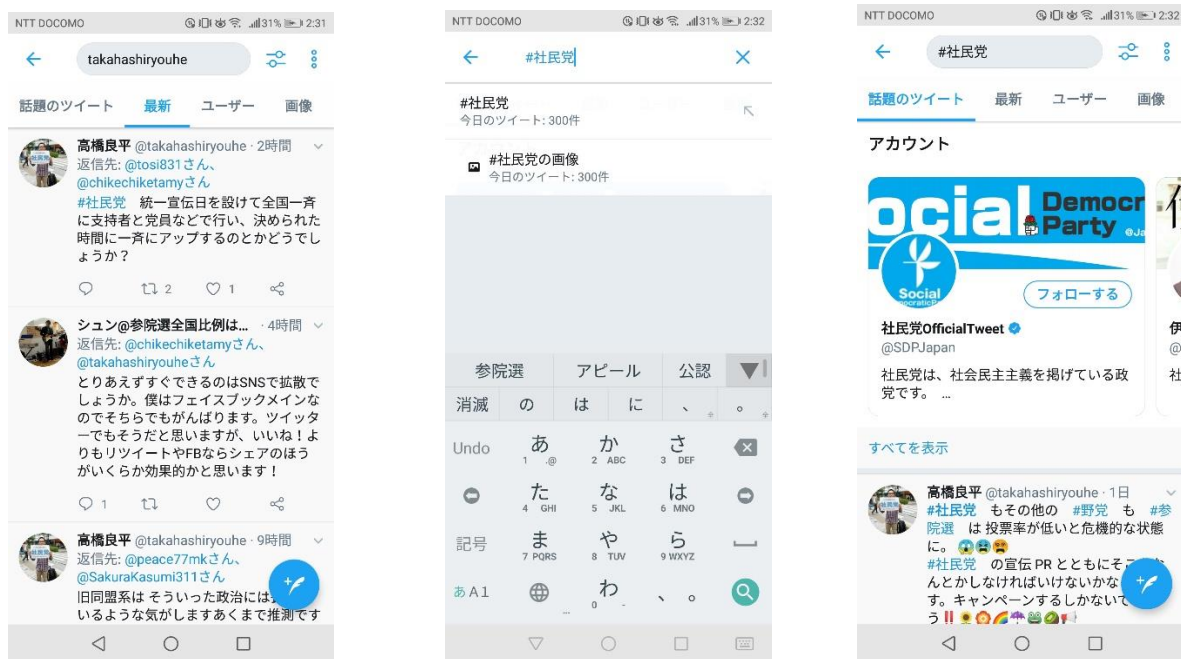 NTT DOCOMO 31% 2:31
takahashiryouhe
話題のツイート 最新 ユーザー 画像
高橋良平 @takahashiryouhe · 2時間
返信先: @tosi831さん、
@chikechiketamyさん
#社民党 統一宣伝日を設けて全国一斉
に支持者と党員などで行い、決められた
時間に一斉にアップするのとかどうでし
ょうか？
2 1
シュン@参院選全国比例は... · 4時間
返信先: @chikechiketamyさん、
@takahashiryouheさん
とりあえずすぐできるのはSNSで拡散で
しょうか。僕はフェイスブックメインな
のでそちらでもがんばります。ツイッタ
ーでもそうだと思いますが、いいね！よ
りもリツイートやFBならシェアのほう
がいくらか効果的かと思います！
1
高橋良平 @takahashiryouhe · 9時間
返信先: @peace77mkさん、
@SakuraKasumi311さん
旧同盟系は そういった政治には
いるような気がしますあくまで推測です
NTT DOCOMO 31% 2:32
#社民党
#社民党
今日のツイート: 300件
#社民党の画像
今日のツイート: 300件
参院選 アピール 公認
消滅 の は に 、 。
Undo あ か さ
1 .@ 2 ABC 3 DEF
た な は
4 GHI 5 JKL 6 MNO
記号 ま や ら
7 PQRS 8 TUV 9 WXYZ
あA1 わ 、 。
0 -
NTT DOCOMO 31% 2:32
#社民党
話題のツイート 最新 ユーザー 画像
アカウント
ocial Democr
Party @Ja
Social
ocraticP
フォローする
社民党OfficialTweet
@SDPJapan
社民党は、社会民主主義を掲げている政
党です。 ...
伊
@
社
すべてを表示
高橋良平 @takahashiryouhe · 1日
#社民党 もその他の #野党 も #参
院選 は 投票率が低いと危機的な状態
に。 😱😫😡
#社民党 の宣伝 PR とともにそ
んとかしなければいけないかな
す。キャンペーンするしかないで
う‼🌻🌼🌈☂🐸🥝📢